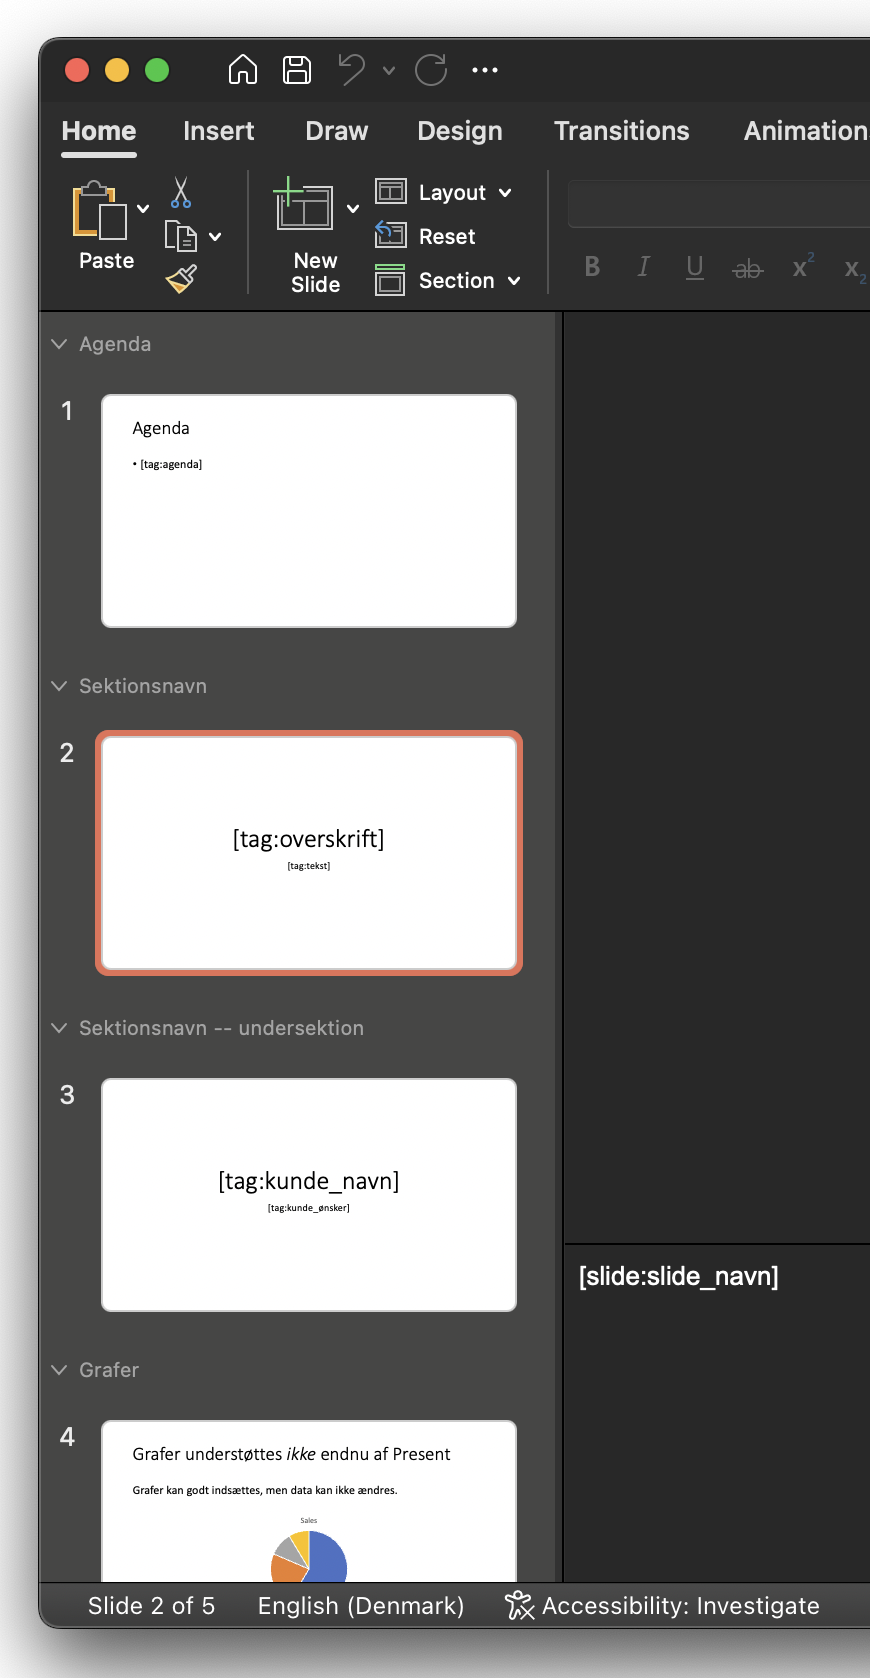 Home Insert Draw Design Transitions Animation
Paste
New
Slide
Layout
Reset
Section
B I U ab x2 x2
Agenda
1
Agenda
• [tag:agenda]
Sektionsnavn
2
[tag:overskrift]
[tag:tekst]
Sektionsnavn -- undersektion
3
[tag:kunde_navn]
[tag:kunde_ønsker]
[slide:slide_navn]
Grafer
4
Grafer understøttes ikke endnu af Present
Grafer kan godt indsættes, men data kan ikke ændres.
Sales
Slide 2 of 5 English (Denmark) Accessibility: Investigate